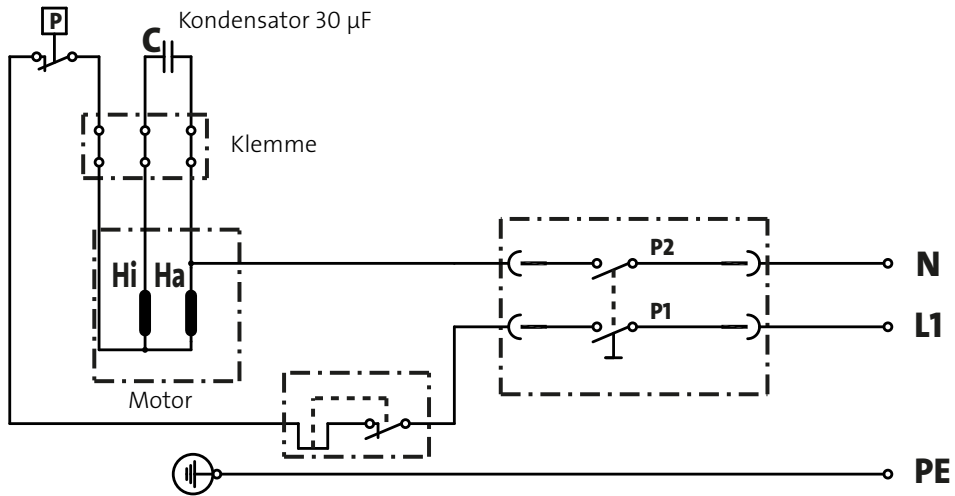 P
C
Kondensator 30 µF
Klemme
Hi Ha
Motor
P2
P1
N
L1
PE